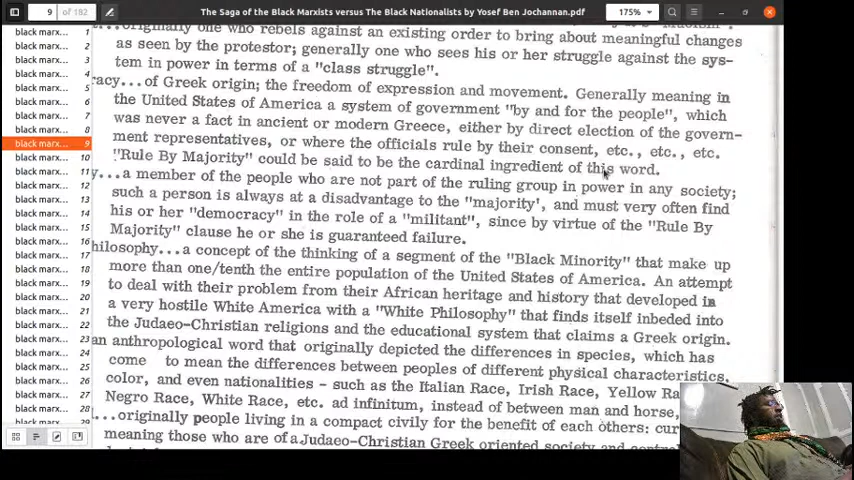 The Saga of the Black Marxists versus The Black Nationalists by Yosef Ben Jochannan.pdf
9 of 182
175%
black marx... 1
black marx... 2
black marx... 3
black marx... 4
black marx... 5
black marx... 6
black marx... 7
black marx... 8
black marx... 9
black marx... 10
black marx... 11
black marx... 12
black marx... 13
black marx... 14
black marx... 15
black marx... 16
black marx... 17
black marx... 18
black marx... 19
black marx... 20
black marx... 21
black marx... 22
black marx... 23
black marx... 24
black marx... 25
black marx... 26
black marx... 27
black marx... 28
29
originally one who rebels against an existing order to bring about meaningful changes
as seen by the protestor; generally one who sees his or her struggle against the sys-
tem in power in terms of a "class struggle".
racy...of Greek origin; the freedom of expression and movement. Generally meaning in
the United States of America a system of government "by and for the people", which
was never a fact in ancient or modern Greece, either by direct election of the govern-
ment representatives, or where the officials rule by their consent, etc., etc., etc.
"Rule By Majority" could be said to be the cardinal ingredient of this word.
y...a member of the people who are not part of the ruling group in power in any society;
such a person is always at a disadvantage to the "majority', and must very often find
his or her "democracy" in the role of a "militant", since by virtue of the "Rule By
Majority" clause he or she is guaranteed failure.
hilosophy...a concept of the thinking of a segment of the "Black Minority" that make up
more than one/tenth the entire population of the United States of America. An attempt
to deal with their problem from their African heritage and history that developed in
a very hostile White America with a "White Philosophy" that finds itself inbeded into
the Judaeo-Christian religions and the educational system that claims a Greek origin.
an anthropological word that originally depicted the differences in species, which has
come to mean the differences between peoples of different physical characteristics,
color, and even nationalities - such as the Italian Race, Irish Race, Yellow Ra
Negro Race, White Race, etc. ad infinitum, instead of between man and horse,
...originally people living in a compact civily for the benefit of each others: cur
meaning those who are of a Judaeo-Christian Greek oriented society and